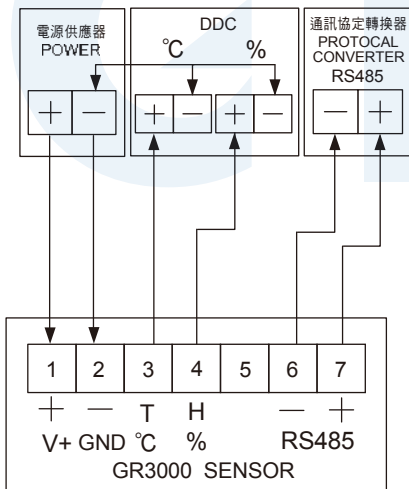 電源供應器
POWER
+ —
DDC
℃ %
+ — + —
通訊協定轉換器
PROTOCAL
CONVERTER
RS485
— +
1 2 3 4 5 6 7
+ — T H — +
V+ GND ℃ % RS485
GR3000 SENSOR